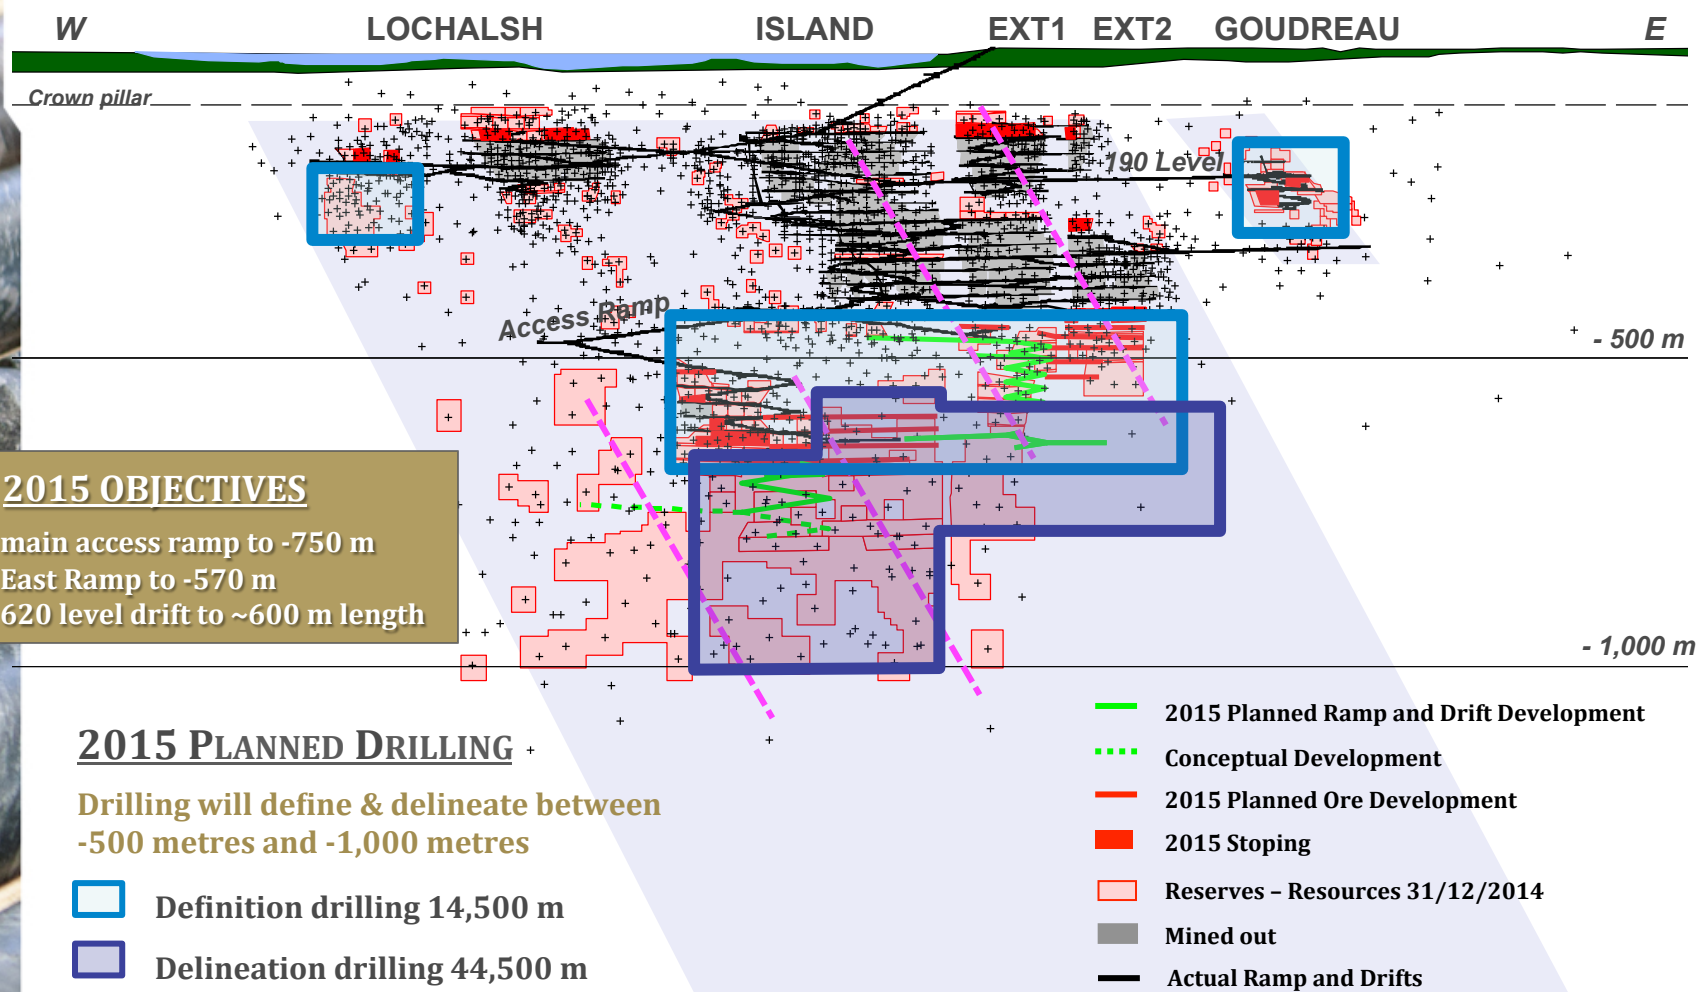 W LOCHALSH ISLAND EXT1 EXT2 GOUDREAU E
Crown pillar
190 Level
Access Ramp
- 500 m
2015 OBJECTIVES
main access ramp to -750 m
East Ramp to -570 m
620 level drift to ~600 m length
- 1,000 m
2015 PLANNED DRILLING
Drilling will define & delineate between
-500 metres and -1,000 metres
Definition drilling 14,500 m
Delineation drilling 44,500 m
2015 Planned Ramp and Drift Development
Conceptual Development
2015 Planned Ore Development
2015 Stoping
Reserves – Resources 31/12/2014
Mined out
Actual Ramp and Drifts